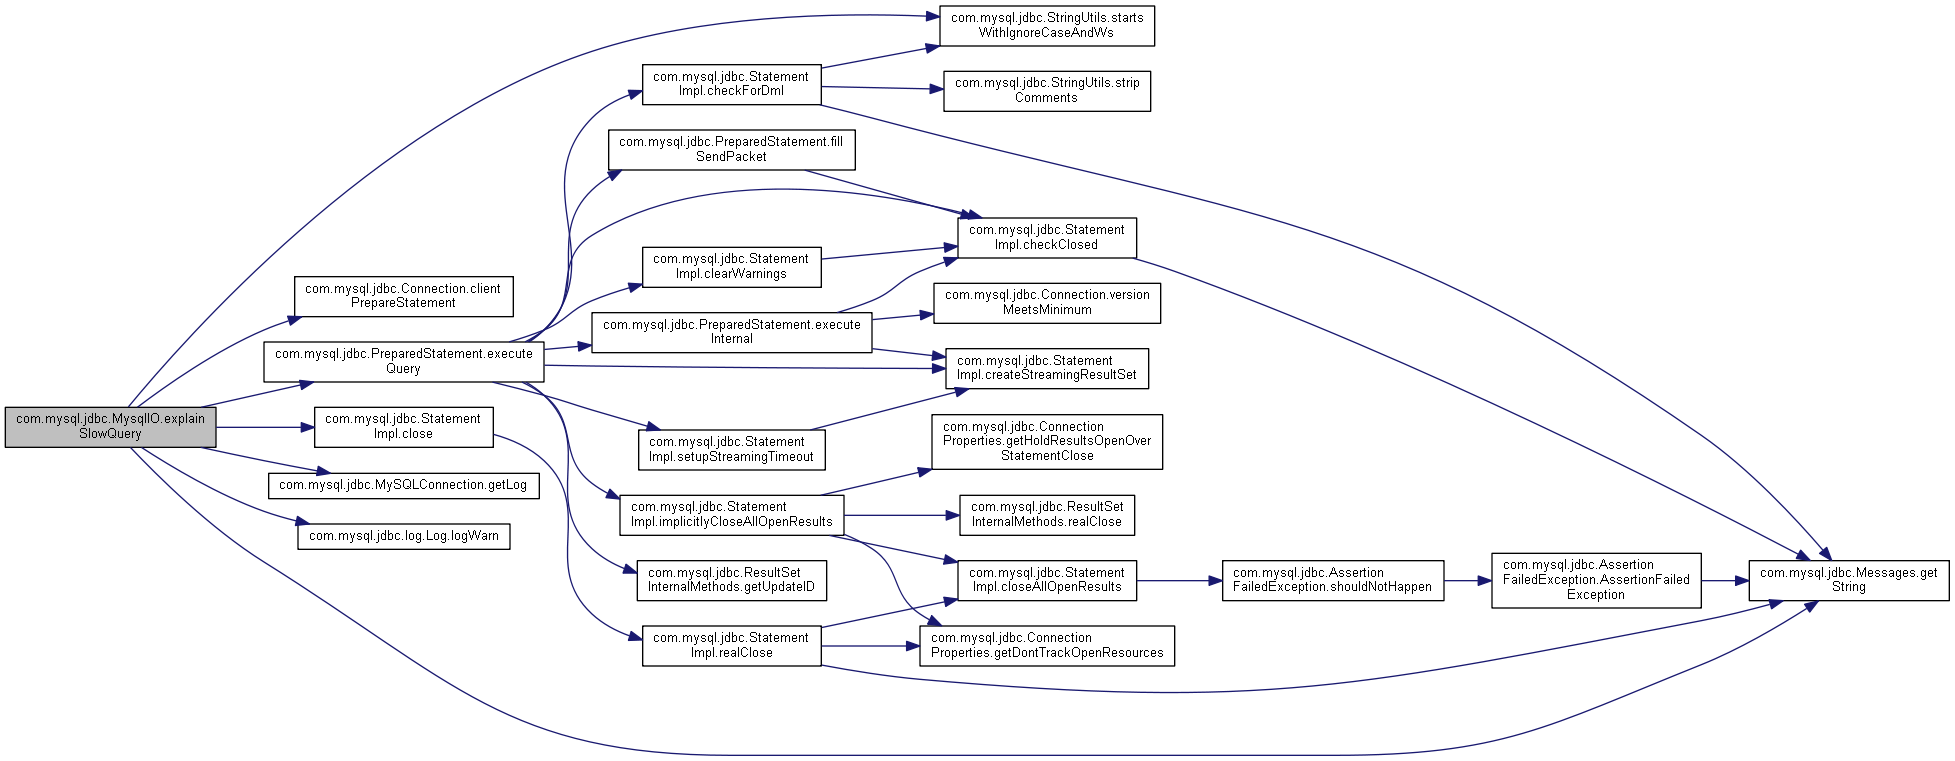 com.mysql.jdbc.StringUtils.starts
WithIgnoreCaseAndWs
com.mysql.jdbc.Statement
Impl.checkForDml
com.mysql.jdbc.StringUtils.strip
Comments
com.mysql.jdbc.PreparedStatement.fill
SendPacket
com.mysql.jdbc.Statement
Impl.checkClosed
com.mysql.jdbc.Statement
Impl.clearWarnings
com.mysql.jdbc.Connection.client
PrepareStatement
com.mysql.jdbc.Connection.version
MeetsMinimum
com.mysql.jdbc.PreparedStatement.execute
Internal
com.mysql.jdbc.PreparedStatement.execute
Query
com.mysql.jdbc.Statement
Impl.createStreamingResultSet
com.mysql.jdbc.MysqlIO.explain
SlowQuery
com.mysql.jdbc.Statement
Impl.close
com.mysql.jdbc.Statement
Impl.setupStreamingTimeout
com.mysql.jdbc.Connection
Properties.getHoldResultsOpenOver
StatementClose
com.mysql.jdbc.MySQLConnection.getLog
com.mysql.jdbc.Statement
Impl.implicitlyCloseAllOpenResults
com.mysql.jdbc.ResultSet
InternalMethods.realClose
com.mysql.jdbc.log.Log.logWarn
com.mysql.jdbc.ResultSet
InternalMethods.getUpdateID
com.mysql.jdbc.Statement
Impl.closeAllOpenResults
com.mysql.jdbc.Assertion
FailedException.shouldNotHappen
com.mysql.jdbc.Assertion
FailedException.AssertionFailed
Exception
com.mysql.jdbc.Messages.get
String
com.mysql.jdbc.Statement
Impl.realClose
com.mysql.jdbc.Connection
Properties.getDontTrackOpenResources